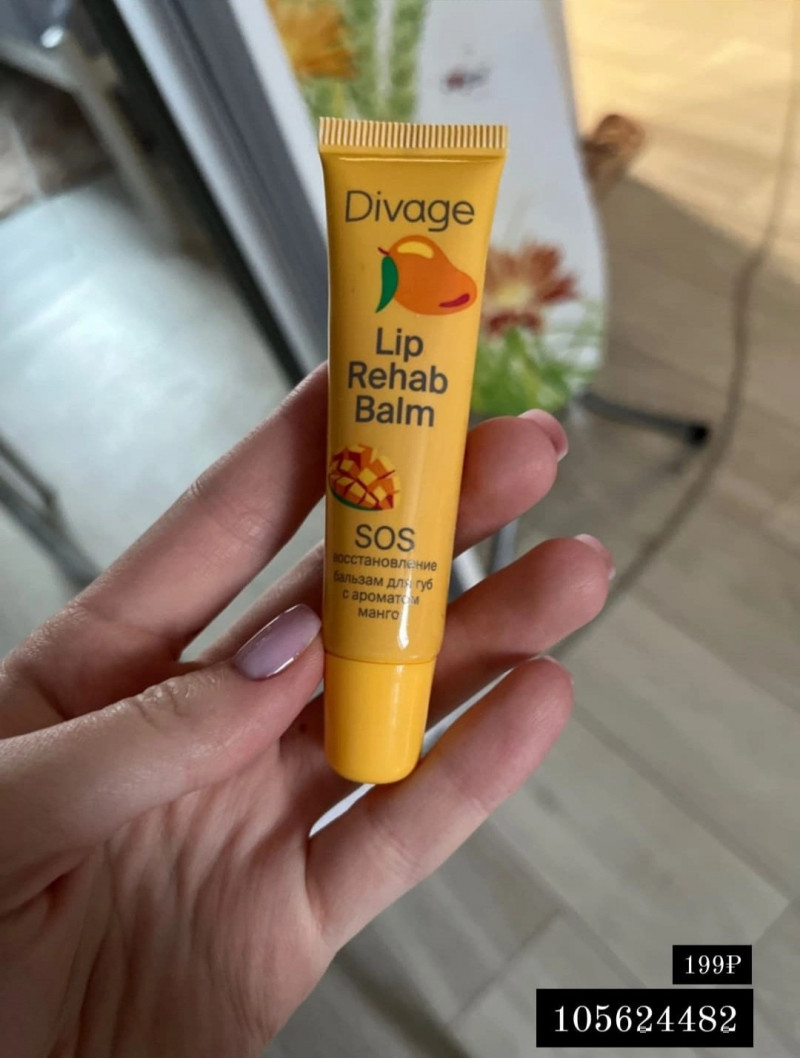 Divage
Lip
Rehab
Balm
SOS
восстановление
бальзам для губ
с ароматом
манго
199₽
105624482